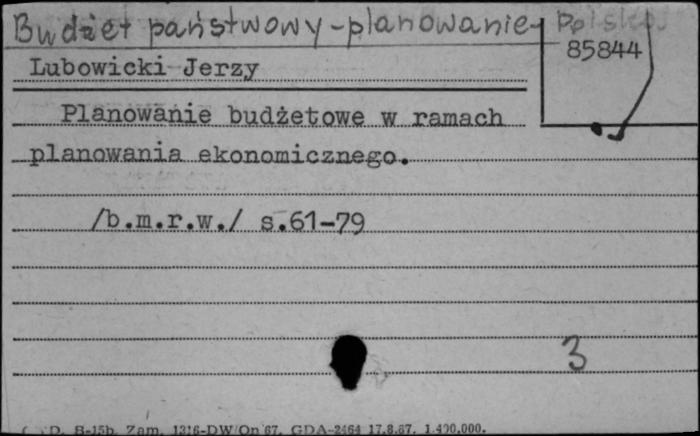 Budżet państwowy-planowanie-Polska
85844
Lubowicki Jerzy
Planowanie budżetowe w ramach
planowania ekonomicznego.
/b.m.r.w./ s.61-79
3
D. B-15b. Zam. 1316-DW/On 67. GDA-2464 17.8.67. 1.400.000.